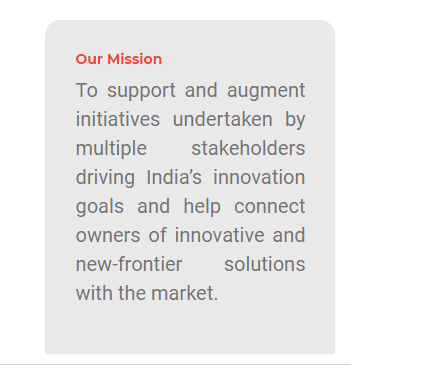 Our Mission
To support and augment
initiatives undertaken by
multiple stakeholders
driving India’s innovation
goals and help connect
owners of innovative and
new-frontier solutions
with the market.